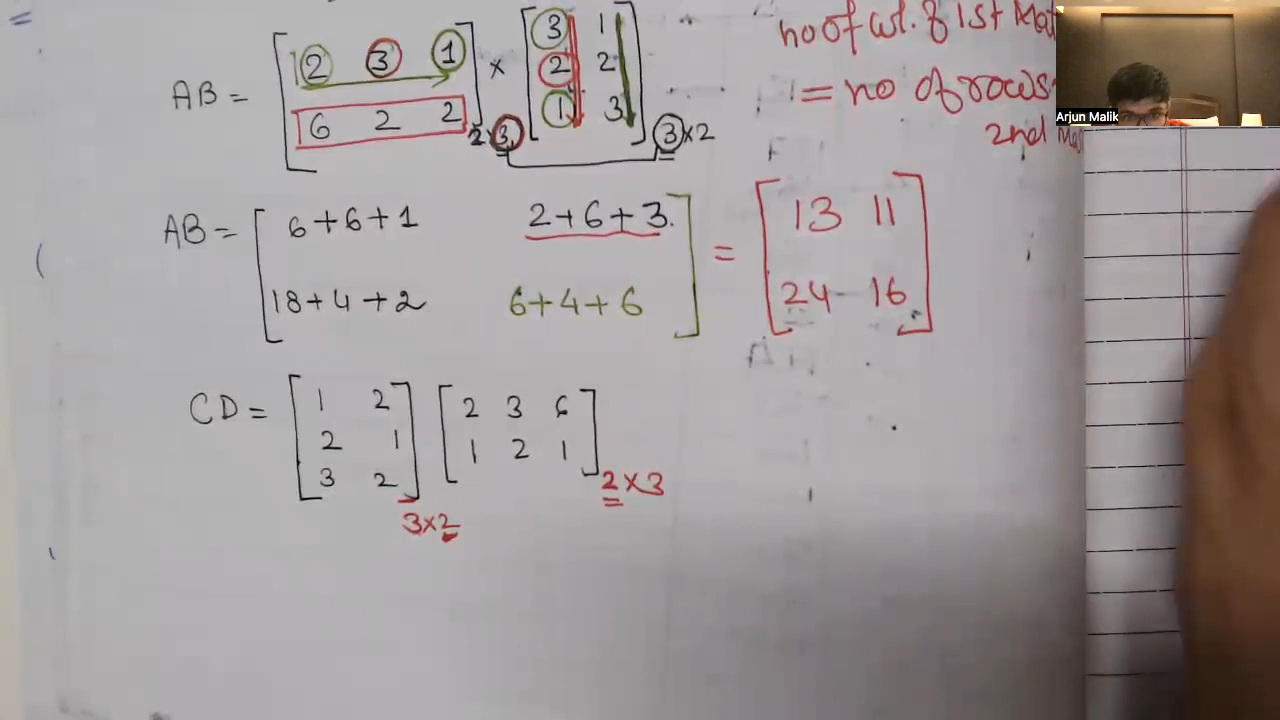 no of col. of 1st Mat
= no of rows
2nd Mat
AB = [2 3 1
6 2 2] 2×3 × [3 1
2 2
1 3] 3×2
AB = [6+6+1 2+6+3
18+4+2 6+4+6] = [13 11
24 16]
CD = [1 2
2 1
3 2] 3×2 [2 3 6
1 2 1] 2×3
Arjun Malik